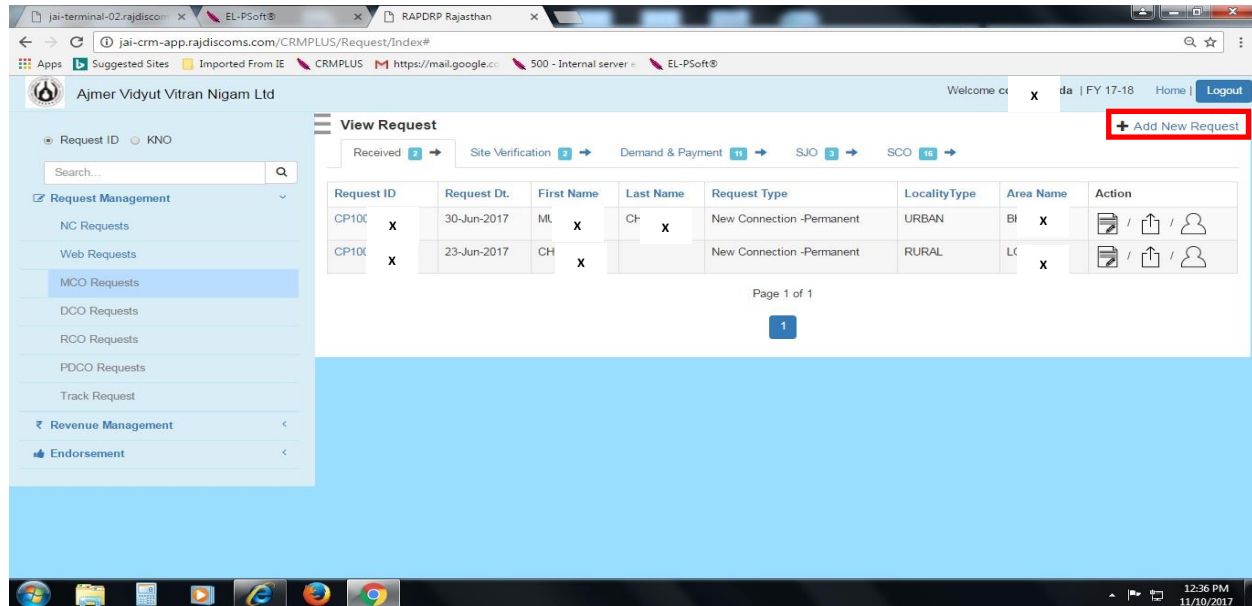 jai-terminal-02.rajdiscom × EL-PSoft® × RAPDRP Rajasthan ×
jai-crm-app.rajdiscoms.com/CRMPLUS/Request/Index#
Apps Suggested Sites Imported From IE CRMPLUS https://mail.google.co 500 - Internal server e EL-PSoft®
Ajmer Vidyut Vitran Nigam Ltd Welcome cc x da | FY 17-18 Home | Logout
Request ID KNO
Search...
Request Management
NC Requests
Web Requests
MCO Requests
DCO Requests
RCO Requests
PDCO Requests
Track Request
₹ Revenue Management
Endorsement
View Request + Add New Request
Received 2 Site Verification 2 Demand & Payment 11 SJO 3 SCO 16
Request ID Request Dt. First Name Last Name Request Type LocalityType Area Name Action
CP100 x 30-Jun-2017 MU x CH x New Connection -Permanent URBAN x / /
CP100 x 23-Jun-2017 CH x New Connection -Permanent RURAL x / /
Page 1 of 1
1
12:36 PM
11/10/2017